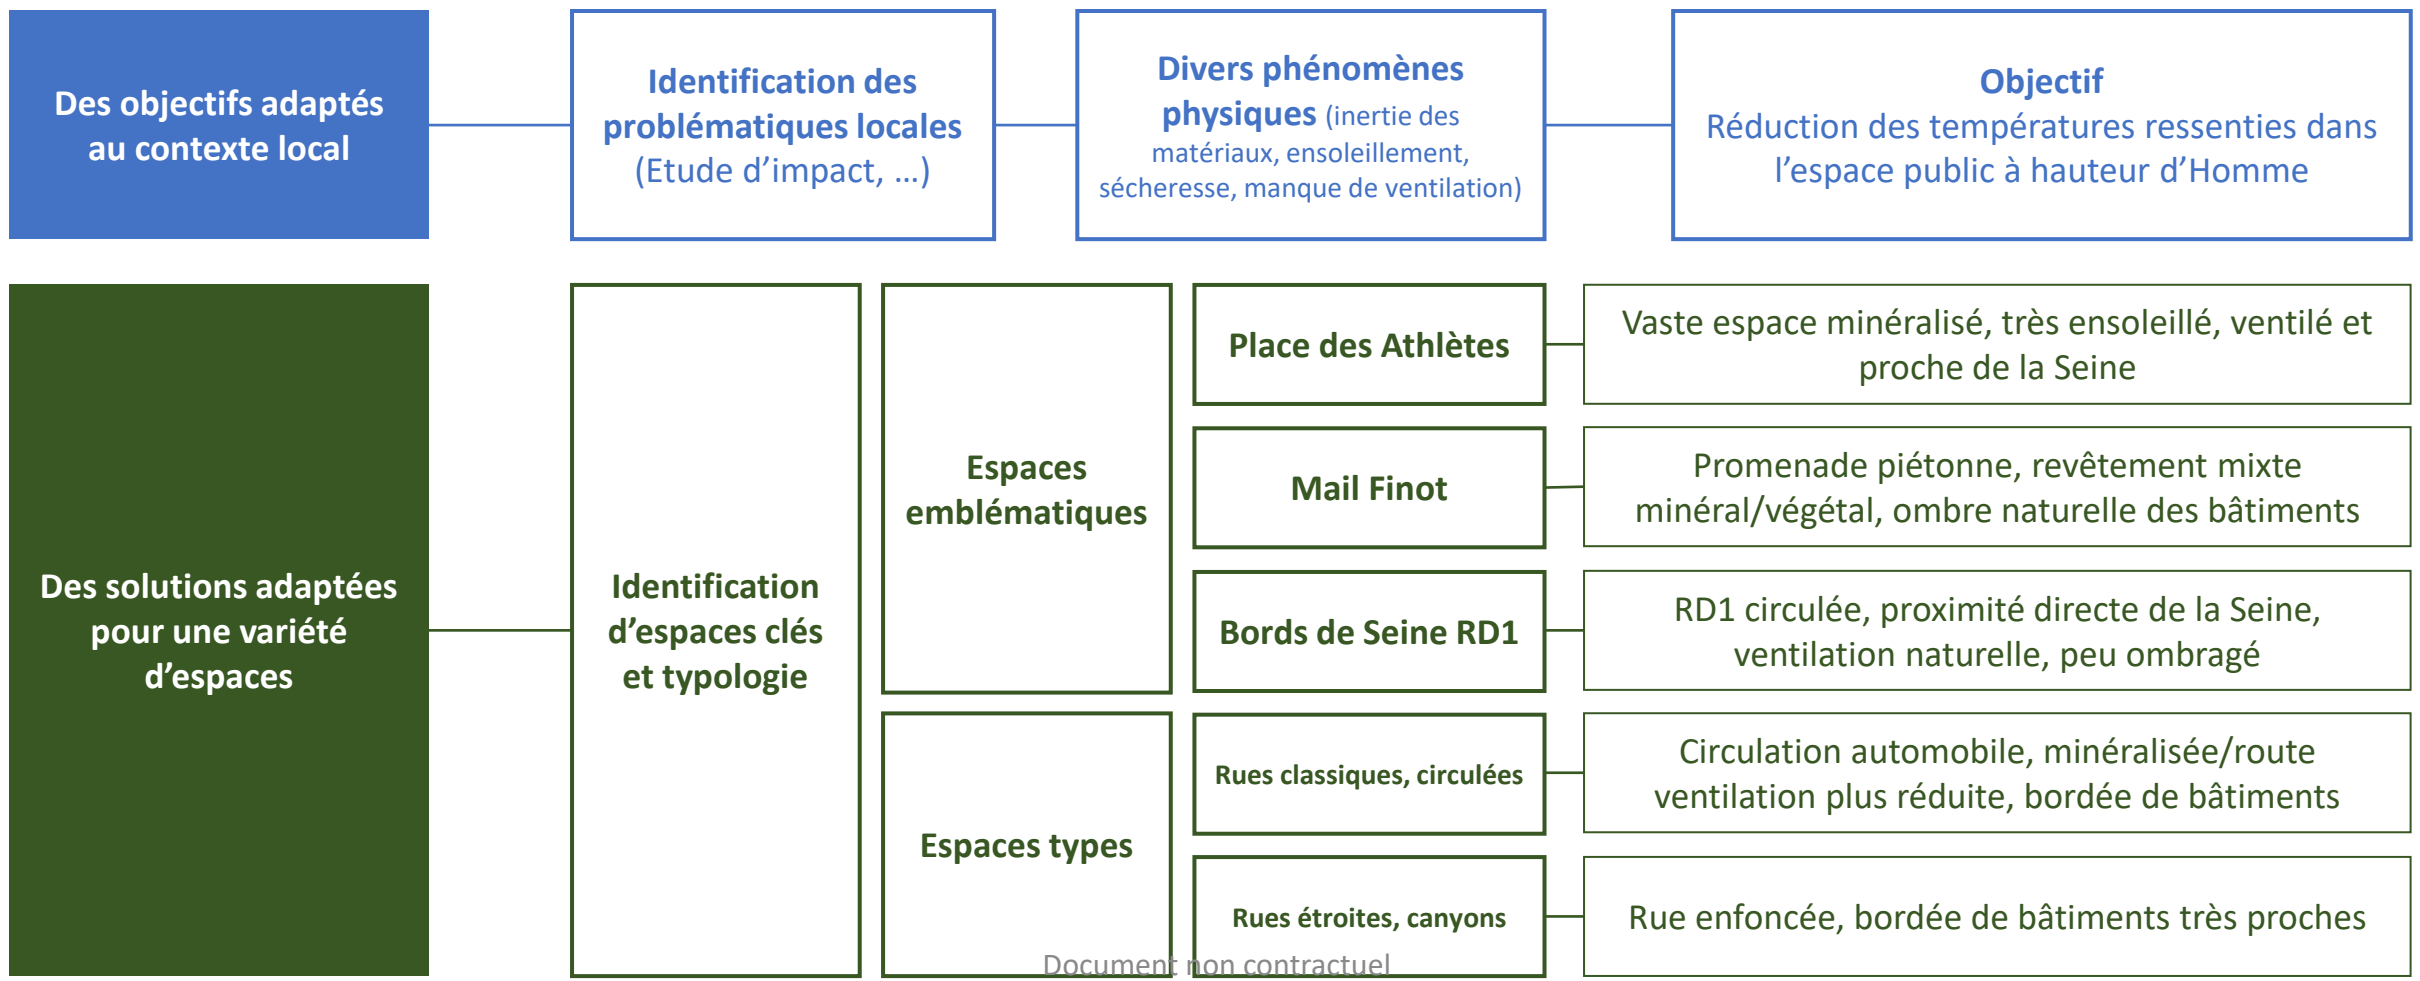 Des objectifs adaptés
au contexte local
Identification des
problématiques locales
(Etude d’impact, …)
Divers phénomènes
physiques (inertie des
matériaux, ensoleillement,
sécheresse, manque de ventilation)
Objectif
Réduction des températures ressenties dans
l’espace public à hauteur d’Homme
Des solutions adaptées
pour une variété
d’espaces
Identification
d’espaces clés
et typologie
Espaces
emblématiques
Place des Athlètes
Vaste espace minéralisé, très ensoleillé, ventilé et
proche de la Seine
Mail Finot
Promenade piétonne, revêtement mixte
minéral/végétal, ombre naturelle des bâtiments
Bords de Seine RD1
RD1 circulée, proximité directe de la Seine,
ventilation naturelle, peu ombragé
Espaces types
Rues classiques, circulées
Circulation automobile, minéralisée/route
ventilation plus réduite, bordée de bâtiments
Rues étroites, canyons
Rue enfoncée, bordée de bâtiments très proches
Document non contractuel